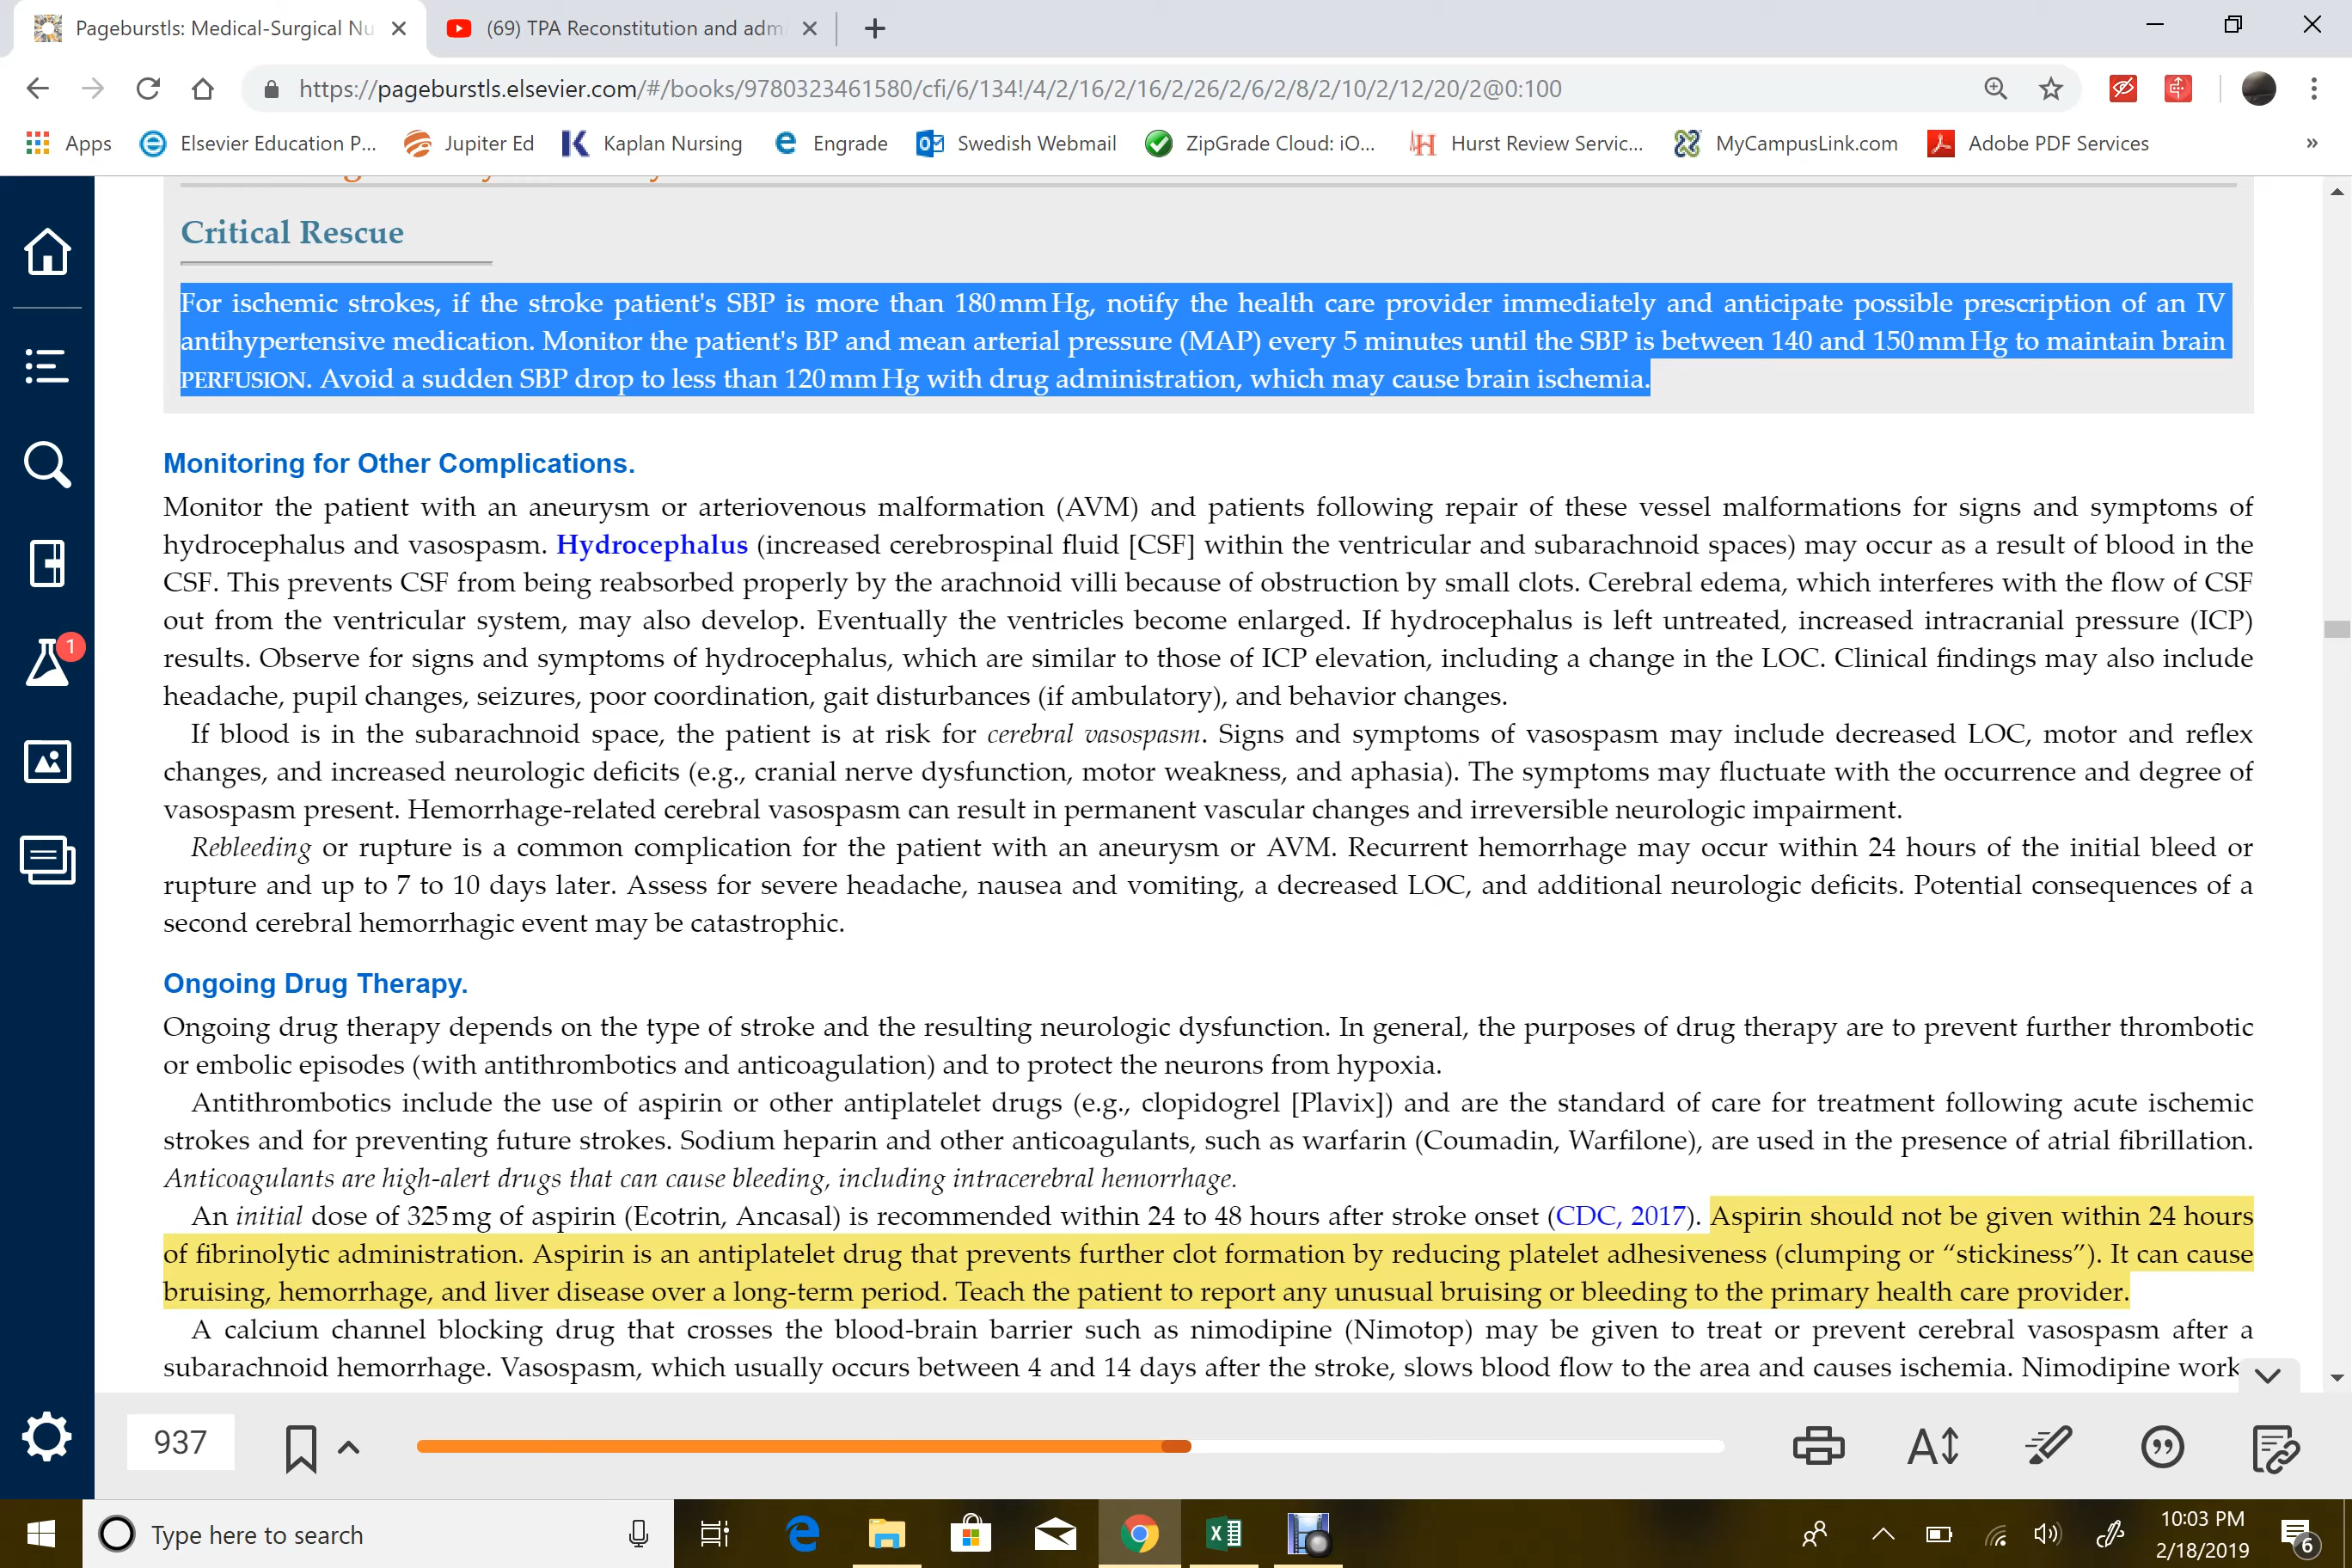 Pageburstls: Medical-Surgical Nu
(69) TPA Reconstitution and adm
https://pageburstls.elsevier.com/#/books/9780323461580/cfi/6/134!/4/2/16/2/16/2/26/2/6/2/8/2/10/2/12/20/2@0:100
Apps Elsevier Education P... Jupiter Ed Kaplan Nursing Engrade Swedish Webmail ZipGrade Cloud: iO... Hurst Review Servic... MyCampusLink.com Adobe PDF Services »
Critical Rescue
For ischemic strokes, if the stroke patient's SBP is more than 180 mm Hg, notify the health care provider immediately and anticipate possible prescription of an IV
antihypertensive medication. Monitor the patient's BP and mean arterial pressure (MAP) every 5 minutes until the SBP is between 140 and 150 mm Hg to maintain brain
PERFUSION. Avoid a sudden SBP drop to less than 120 mm Hg with drug administration, which may cause brain ischemia.
Monitoring for Other Complications.
Monitor the patient with an aneurysm or arteriovenous malformation (AVM) and patients following repair of these vessel malformations for signs and symptoms of
hydrocephalus and vasospasm. Hydrocephalus (increased cerebrospinal fluid [CSF] within the ventricular and subarachnoid spaces) may occur as a result of blood in the
CSF. This prevents CSF from being reabsorbed properly by the arachnoid villi because of obstruction by small clots. Cerebral edema, which interferes with the flow of CSF
out from the ventricular system, may also develop. Eventually the ventricles become enlarged. If hydrocephalus is left untreated, increased intracranial pressure (ICP)
results. Observe for signs and symptoms of hydrocephalus, which are similar to those of ICP elevation, including a change in the LOC. Clinical findings may also include
headache, pupil changes, seizures, poor coordination, gait disturbances (if ambulatory), and behavior changes.
If blood is in the subarachnoid space, the patient is at risk for cerebral vasospasm. Signs and symptoms of vasospasm may include decreased LOC, motor and reflex
changes, and increased neurologic deficits (e.g., cranial nerve dysfunction, motor weakness, and aphasia). The symptoms may fluctuate with the occurrence and degree of
vasospasm present. Hemorrhage-related cerebral vasospasm can result in permanent vascular changes and irreversible neurologic impairment.
Rebleeding or rupture is a common complication for the patient with an aneurysm or AVM. Recurrent hemorrhage may occur within 24 hours of the initial bleed or
rupture and up to 7 to 10 days later. Assess for severe headache, nausea and vomiting, a decreased LOC, and additional neurologic deficits. Potential consequences of a
second cerebral hemorrhagic event may be catastrophic.
Ongoing Drug Therapy.
Ongoing drug therapy depends on the type of stroke and the resulting neurologic dysfunction. In general, the purposes of drug therapy are to prevent further thrombotic
or embolic episodes (with antithrombotics and anticoagulation) and to protect the neurons from hypoxia.
Antithrombotics include the use of aspirin or other antiplatelet drugs (e.g., clopidogrel [Plavix]) and are the standard of care for treatment following acute ischemic
strokes and for preventing future strokes. Sodium heparin and other anticoagulants, such as warfarin (Coumadin, Warfilone), are used in the presence of atrial fibrillation.
Anticoagulants are high-alert drugs that can cause bleeding, including intracerebral hemorrhage.
An initial dose of 325 mg of aspirin (Ecotrin, Ancasal) is recommended within 24 to 48 hours after stroke onset (CDC, 2017). Aspirin should not be given within 24 hours
of fibrinolytic administration. Aspirin is an antiplatelet drug that prevents further clot formation by reducing platelet adhesiveness (clumping or “stickiness”). It can cause
bruising, hemorrhage, and liver disease over a long-term period. Teach the patient to report any unusual bruising or bleeding to the primary health care provider.
A calcium channel blocking drug that crosses the blood-brain barrier such as nimodipine (Nimotop) may be given to treat or prevent cerebral vasospasm after a
subarachnoid hemorrhage. Vasospasm, which usually occurs between 4 and 14 days after the stroke, slows blood flow to the area and causes ischemia. Nimodipine work
1
937
Type here to search
10:03 PM
2/18/2019
6